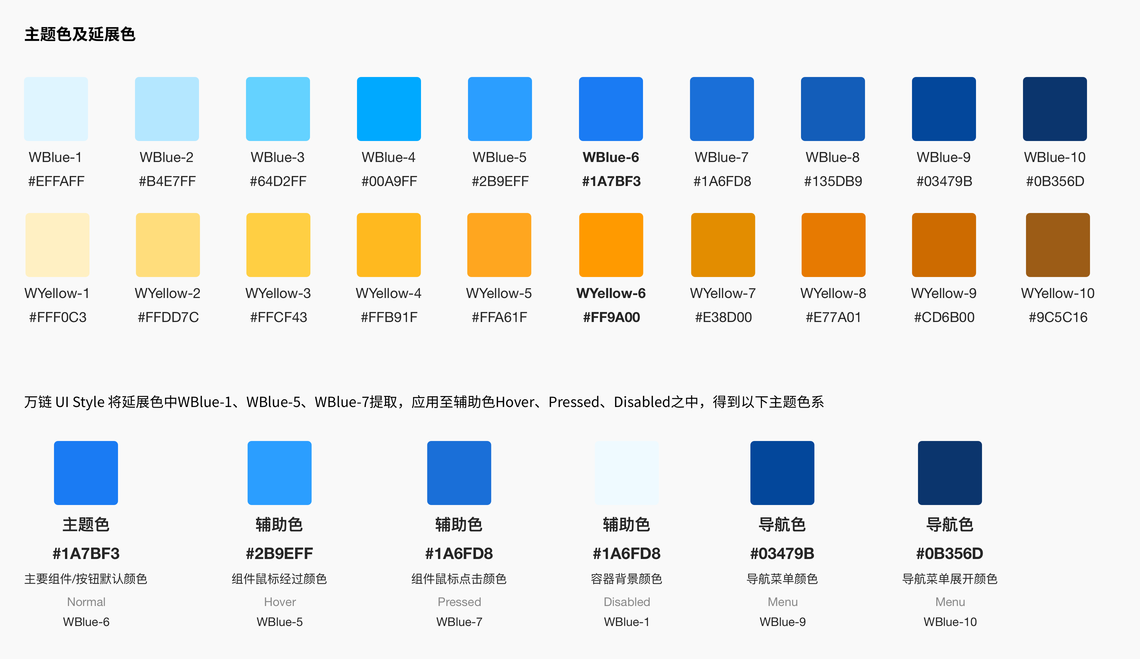 主题色及延展色
WBlue-1 WBlue-2 WBlue-3 WBlue-4 WBlue-5 WBlue-6 WBlue-7 WBlue-8 WBlue-9 WBlue-10
#EFFAFF #B4E7FF #64D2FF #00A9FF #2B9EFF #1A7BF3 #1A6FD8 #135DB9 #03479B #0B356D
WYellow-1 WYellow-2 WYellow-3 WYellow-4 WYellow-5 WYellow-6 WYellow-7 WYellow-8 WYellow-9 WYellow-10
#FFF0C3 #FFDD7C #FFCF43 #FFB91F #FFA61F #FF9A00 #E38D00 #E77A01 #CD6B00 #9C5C16
万链 UI Style 将延展色中WBlue-1、WBlue-5、WBlue-7提取，应用至辅助色Hover、Pressed、Disabled之中，得到以下主题色系
主题色 辅助色 辅助色 辅助色 导航色 导航色
#1A7BF3 #2B9EFF #1A6FD8 #1A6FD8 #03479B #0B356D
主要组件/按钮默认颜色 组件鼠标经过颜色 组件鼠标点击颜色 容器背景颜色 导航菜单颜色 导航菜单展开颜色
Normal Hover Pressed Disabled Menu Menu
WBlue-6 WBlue-5 WBlue-7 WBlue-1 WBlue-9 WBlue-10